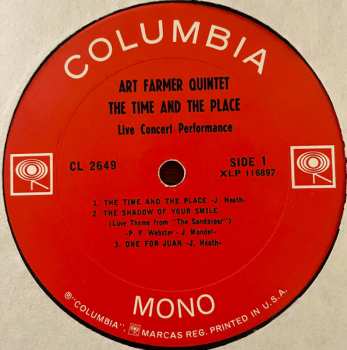 COLUMBIA
ART FARMER QUINTET
THE TIME AND THE PLACE
Live Concert Performance
CL 2649
SIDE 1
XLP 116897
1. THE TIME AND THE PLACE -J. Heath-
2. THE SHADOW OF YOUR SMILE
(Love Theme from "The Sandpiper")
-P. F. Webster- J. Mandel-
3. ONE FOR JUAN -J. Heath-
MONO
℗"COLUMBIA", MARCAS REG. PRINTED IN U.S.A.